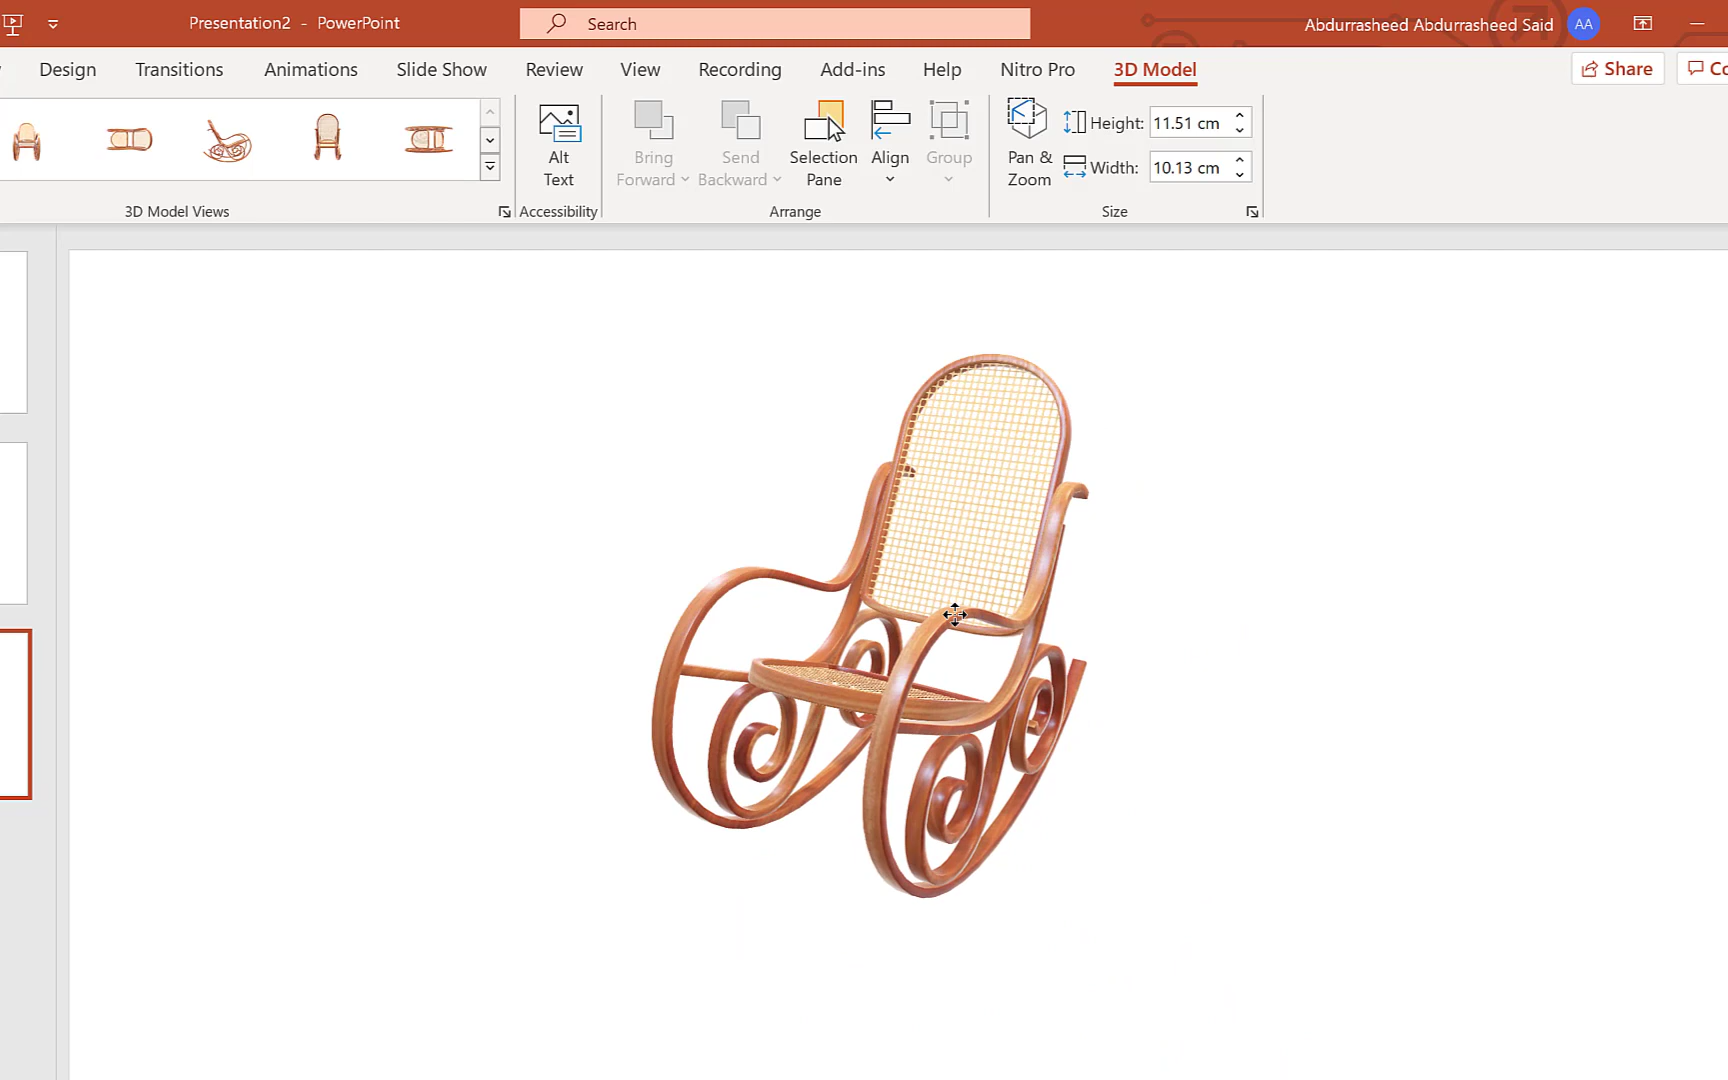 Presentation2 - PowerPoint
Search
Abdurrasheed Abdurrasheed Said
AA
Design Transitions Animations Slide Show Review View Recording Add-ins Help Nitro Pro 3D Model
Share
Co
Alt
Text
Bring
Forward
Send
Backward
Selection
Pane
Align
Group
Pan &
Zoom
Height: 11.51 cm
Width: 10.13 cm
3D Model Views
Accessibility
Arrange
Size